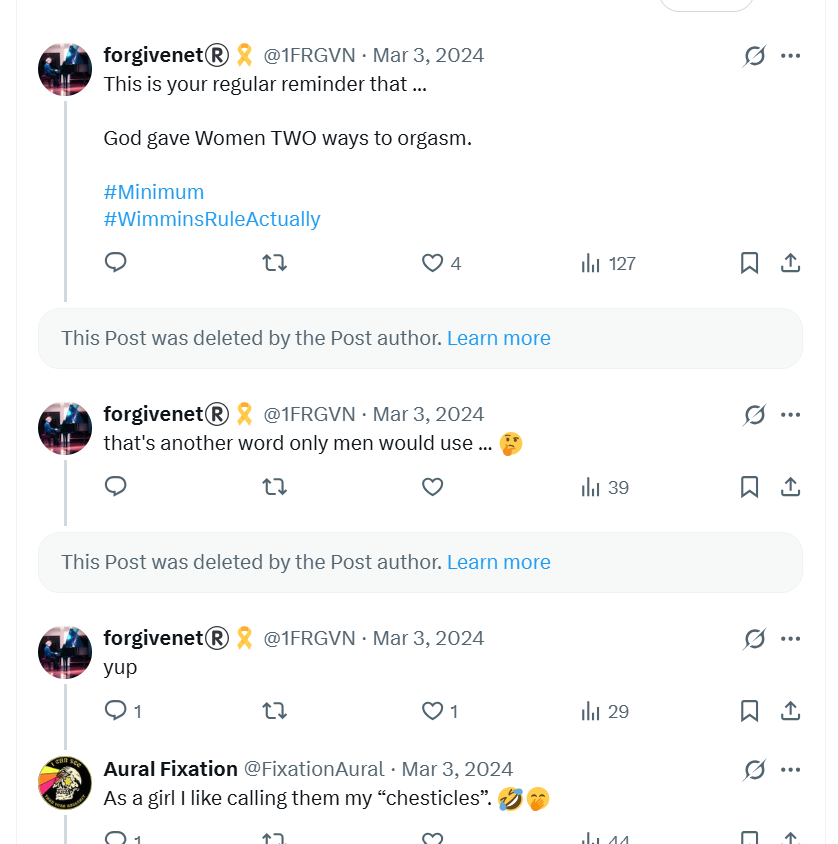 forgivenet® 🎗 @1FRGVN · Mar 3, 2024
This is your regular reminder that ...
God gave Women TWO ways to orgasm.
#Minimum
#WimminsRuleActually
4 127
This Post was deleted by the Post author. Learn more
forgivenet® 🎗 @1FRGVN · Mar 3, 2024
that's another word only men would use ... 🤔
39
This Post was deleted by the Post author. Learn more
forgivenet® 🎗 @1FRGVN · Mar 3, 2024
yup
1 1 29
Aural Fixation @FixationAural · Mar 3, 2024
As a girl I like calling them my “chesticles”. 🤣🤭
1 44